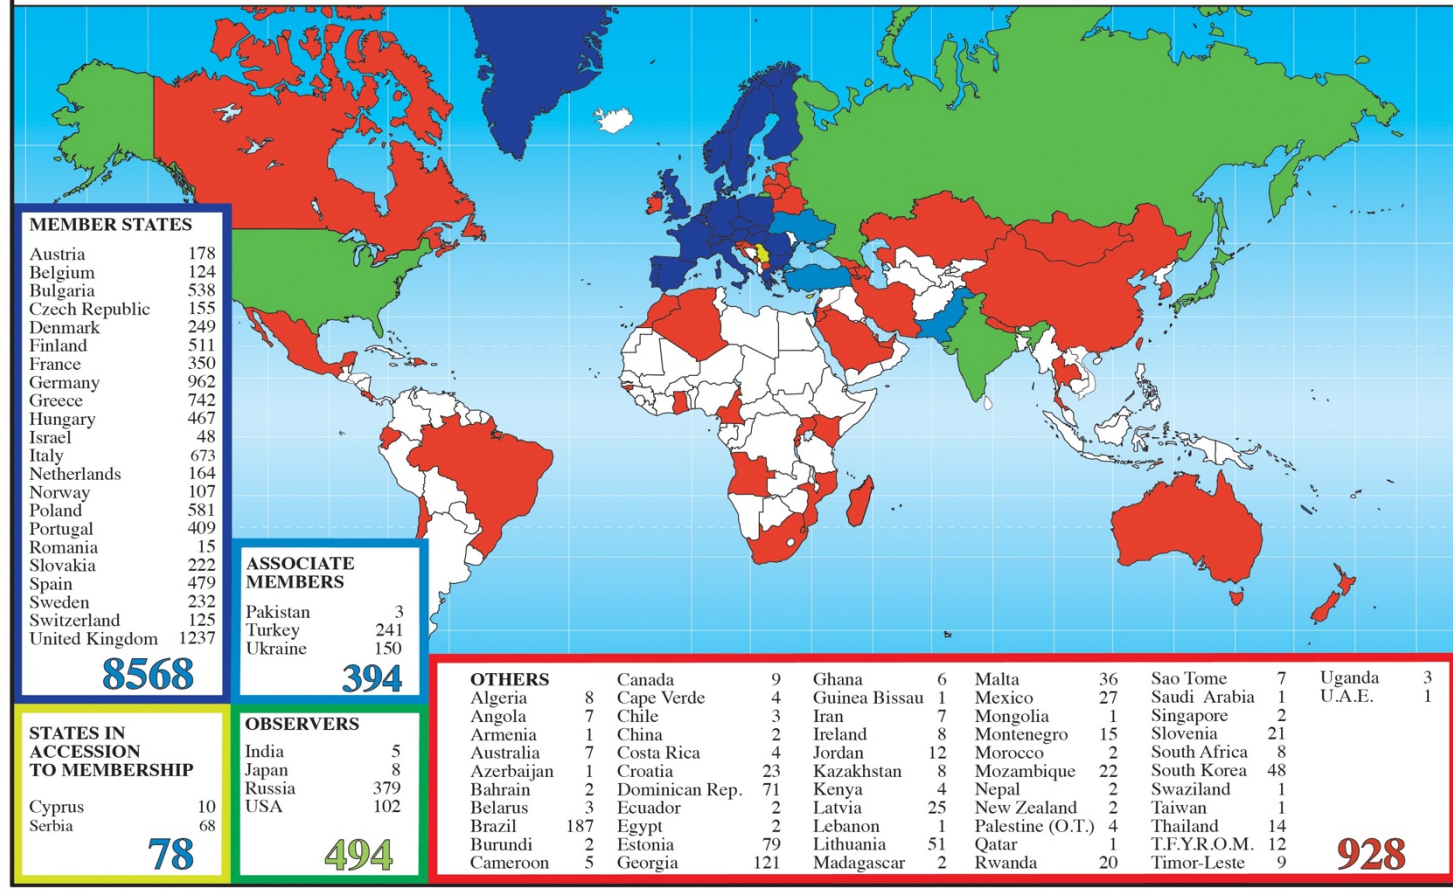 MEMBER STATES
Austria 178
Belgium 124
Bulgaria 538
Czech Republic 155
Denmark 249
Finland 511
France 350
Germany 962
Greece 742
Hungary 467
Israel 48
Italy 673
Netherlands 164
Norway 107
Poland 581
Portugal 409
Romania 15
Slovakia 222
Spain 479
Sweden 232
Switzerland 125
United Kingdom 1237
8568
ASSOCIATE
MEMBERS
Pakistan 3
Turkey 241
Ukraine 150
394
STATES IN
ACCESSION
TO MEMBERSHIP
Cyprus 10
Serbia 68
78
OBSERVERS
India 5
Japan 8
Russia 379
USA 102
494
OTHERS
Algeria 8
Angola 7
Armenia 1
Australia 7
Azerbaijan 1
Bahrain 2
Belarus 3
Brazil 187
Burundi 2
Cameroon 5
Canada 9
Cape Verde 4
Chile 3
China 2
Costa Rica 4
Croatia 23
Dominican Rep. 71
Ecuador 2
Egypt 2
Estonia 79
Georgia 121
Ghana 6
Guinea Bissau 1
Iran 7
Ireland 8
Jordan 12
Kazakhstan 8
Kenya 4
Latvia 25
Lebanon 1
Lithuania 51
Madagascar 2
Malta 36
Mexico 27
Mongolia 1
Montenegro 15
Morocco 2
Mozambique 22
Nepal 2
New Zealand 2
Palestine (O.T.) 4
Qatar 1
Rwanda 20
Sao Tome 7
Saudi Arabia 1
Singapore 2
Slovenia 21
South Africa 8
South Korea 48
Swaziland 1
Taiwan 1
Thailand 14
T.F.Y.R.O.M. 12
Timor-Leste 9
Uganda 3
U.A.E. 1
928